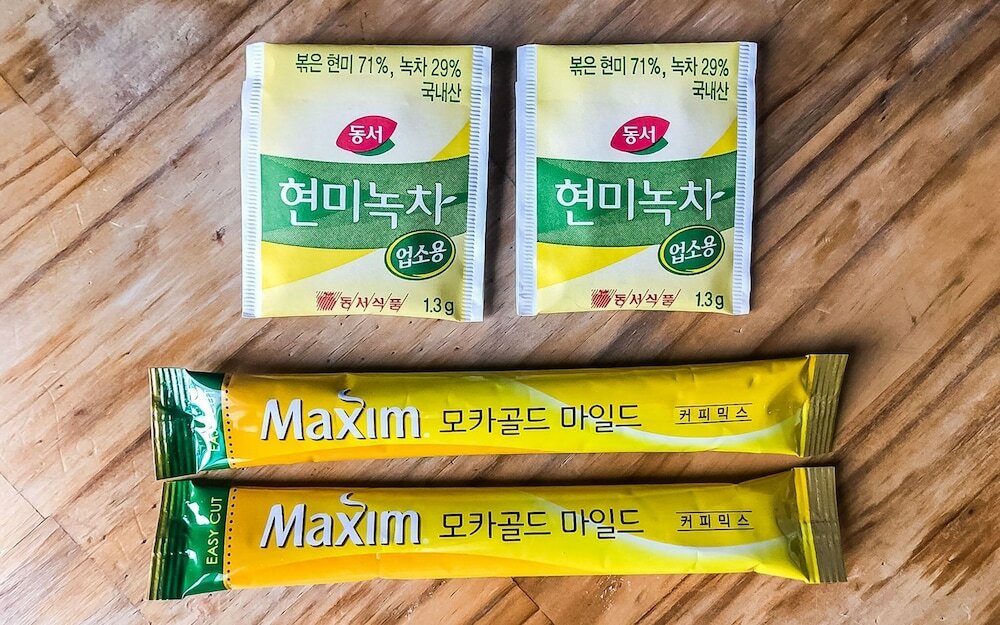 볶은 현미 71%, 녹차 29%
국내산
동서
현미녹차
업소용
동서식품
1.3g
볶은 현미 71%, 녹차 29%
국내산
동서
현미녹차
업소용
동서식품
1.3g
Maxim 모카골드 마일드 커피믹스
EASY CUT
Maxim 모카골드 마일드 커피믹스